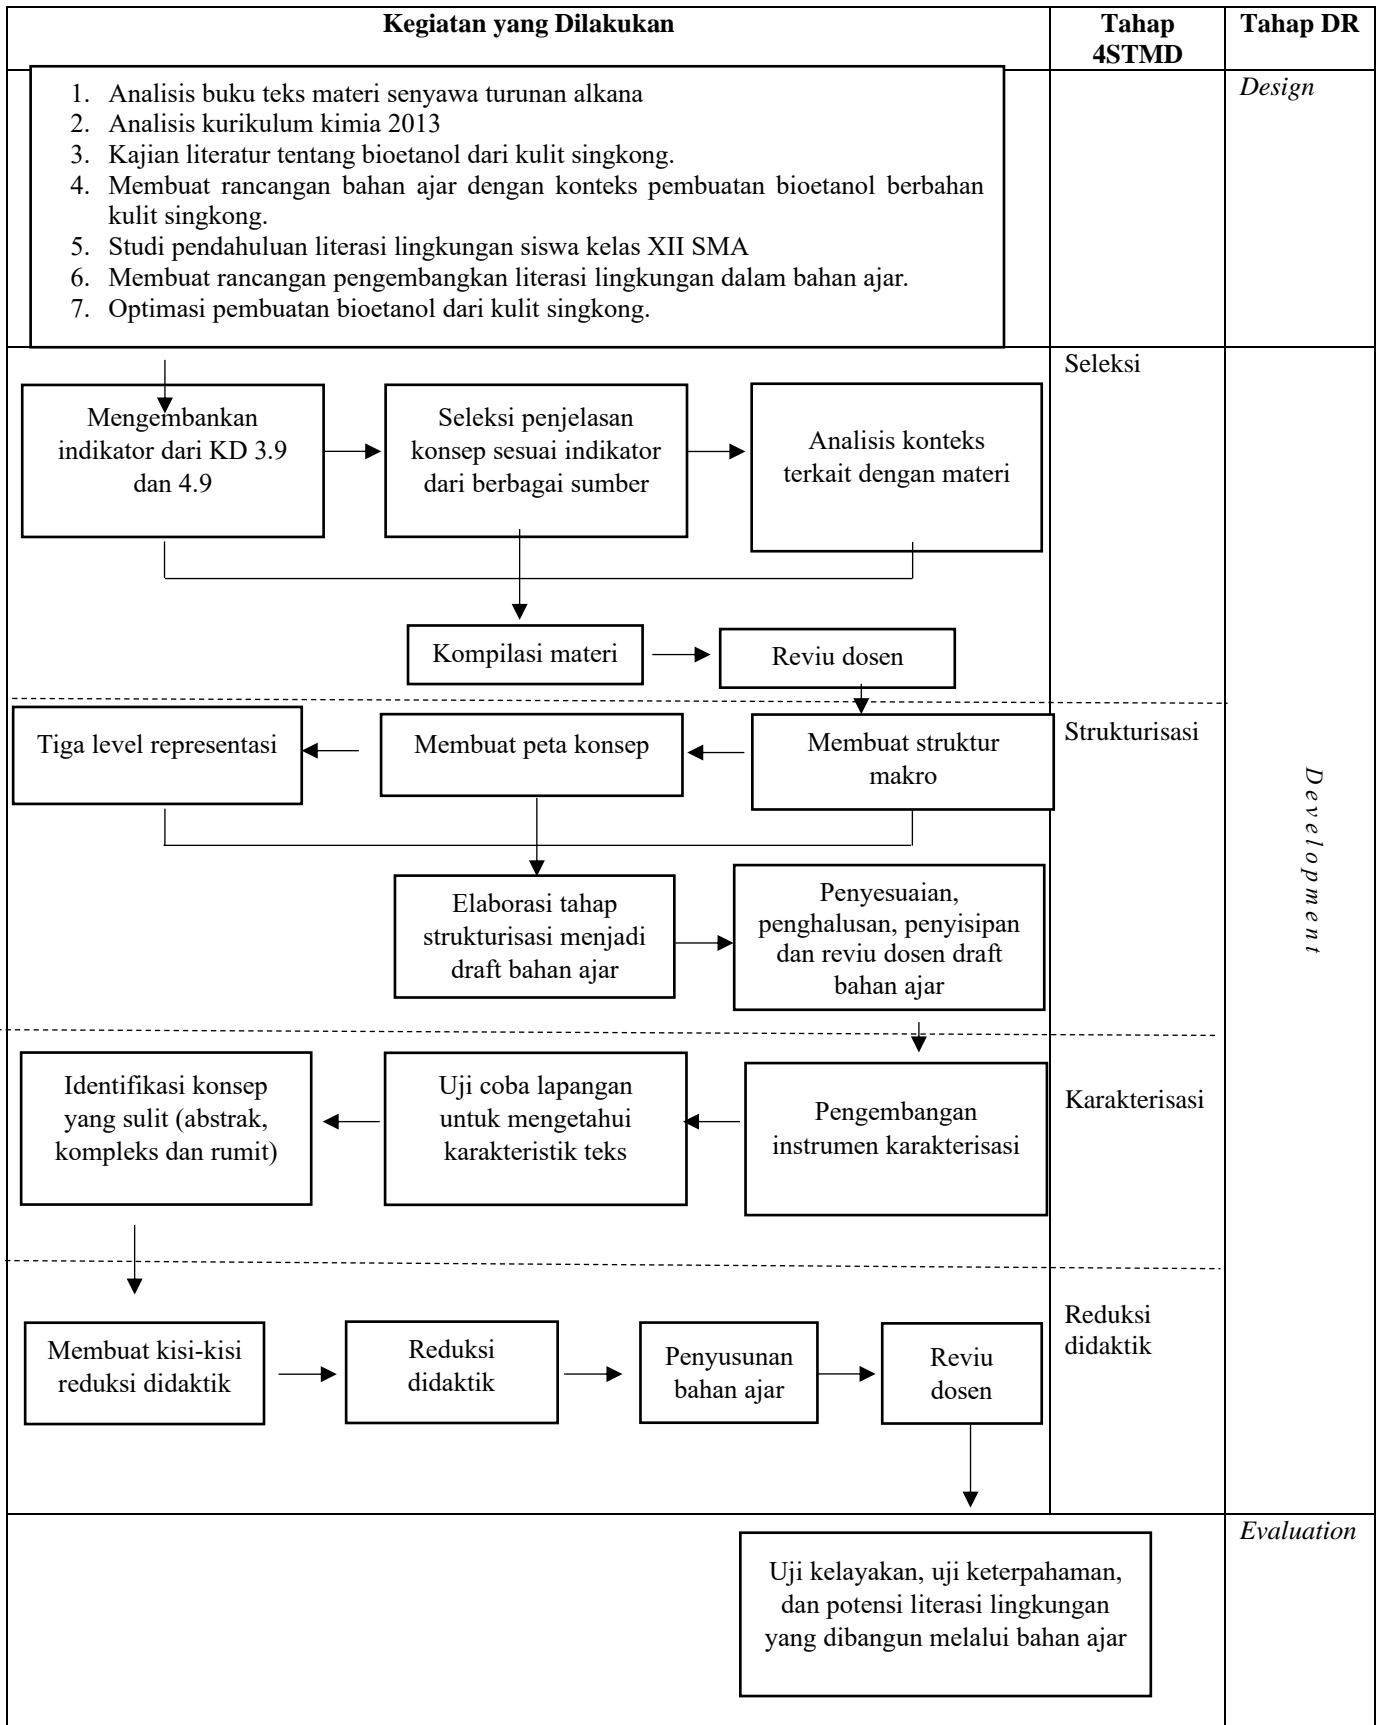 Kegiatan yang Dilakukan
Tahap
4STMD
Tahap DR
1. Analisis buku teks materi senyawa turunan alkana
2. Analisis kurikulum kimia 2013
3. Kajian literatur tentang bioetanol dari kulit singkong.
4. Membuat rancangan bahan ajar dengan konteks pembuatan bioetanol berbahan
kulit singkong.
5. Studi pendahuluan literasi lingkungan siswa kelas XII SMA
6. Membuat rancangan pengembangkan literasi lingkungan dalam bahan ajar.
7. Optimasi pembuatan bioetanol dari kulit singkong.
Design
Seleksi
Mengembankan
indikator dari KD 3.9
dan 4.9
Seleksi penjelasan
konsep sesuai indikator
dari berbagai sumber
Analisis konteks
terkait dengan materi
Kompilasi materi
Reviu dosen
Strukturisasi
Tiga level representasi
Membuat peta konsep
Membuat struktur
makro
Development
Elaborasi tahap
strukturisasi menjadi
draft bahan ajar
Penyesuaian,
penghalusan, penyisipan
dan reviu dosen draft
bahan ajar
Karakterisasi
Identifikasi konsep
yang sulit (abstrak,
kompleks dan rumit)
Uji coba lapangan
untuk mengetahui
karakteristik teks
Pengembangan
instrumen karakterisasi
Reduksi
didaktik
Membuat kisi-kisi
reduksi didaktik
Reduksi
didaktik
Penyusunan
bahan ajar
Reviu
dosen
Evaluation
Uji kelayakan, uji keterpahaman,
dan potensi literasi lingkungan
yang dibangun melalui bahan ajar